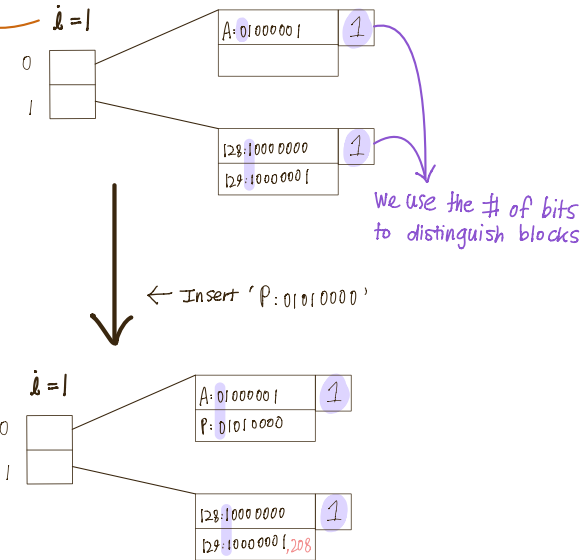 i=1
A:01000001 1
0
1
128:10000000 1
129:10000001
We use the # of bits
to distinguish blocks
← Insert 'P:01010000'
i=1
A:01000001 1
P:01010000
0
1
128:10000000 1
129:10000001,208